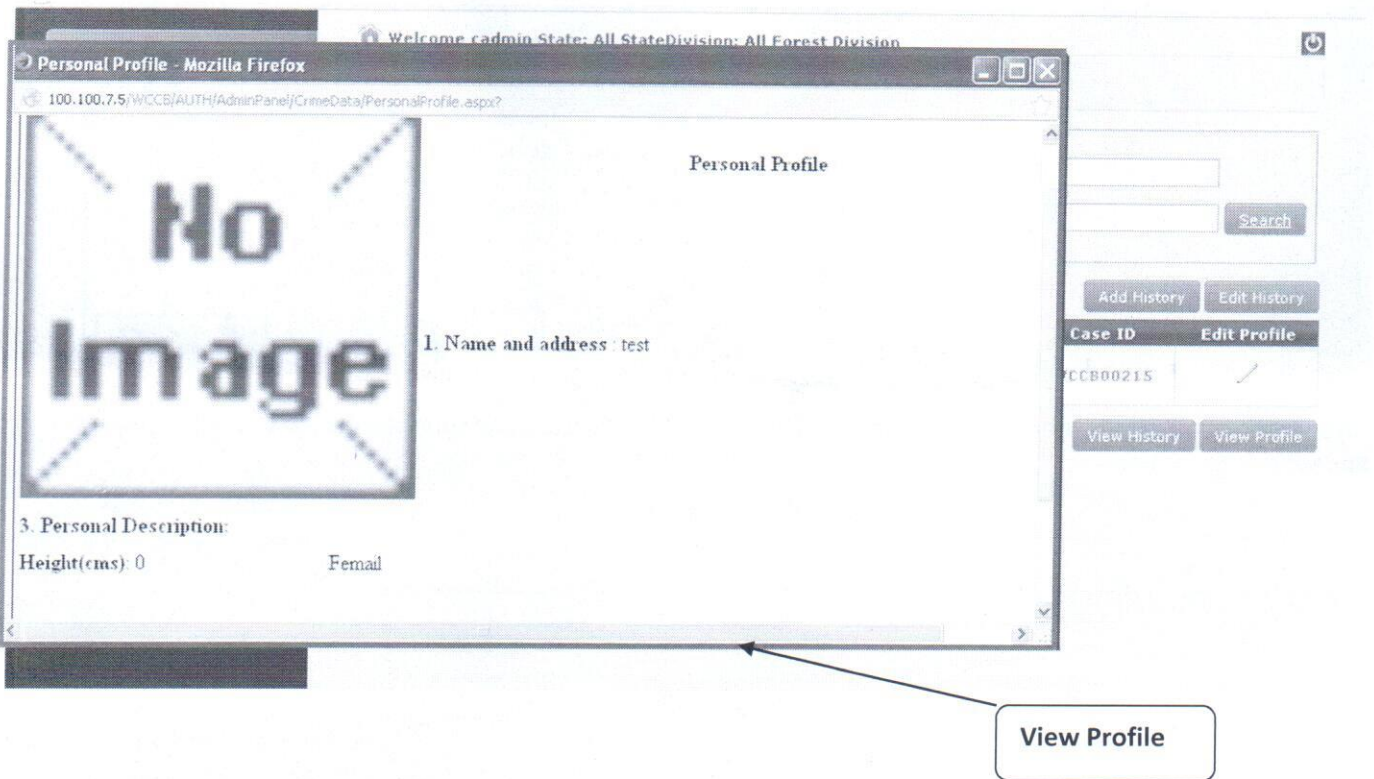 Welcome cadmin State: All StateDivision: All Forest Division
Personal Profile - Mozilla Firefox
100.100.7.5/WCCB/AUTH/AdminPanel/CrimeData/PersonalProfile.aspx?
Personal Profile
No
Image
Search
Add History Edit History
1. Name and address : test
Case ID Edit Profile
CCB00215
View History View Profile
3. Personal Description:
Height(cms): 0 Femail
View Profile